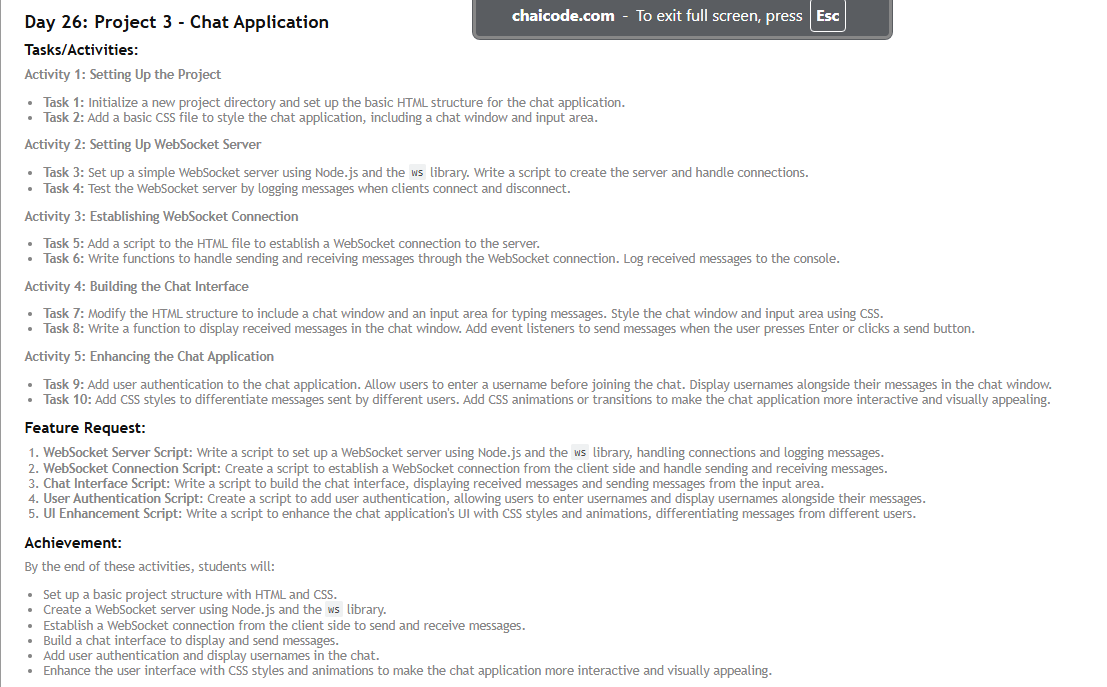 chaicode.com - To exit full screen, press Esc
Day 26: Project 3 - Chat Application
Tasks/Activities:
Activity 1: Setting Up the Project
• Task 1: Initialize a new project directory and set up the basic HTML structure for the chat application.
• Task 2: Add a basic CSS file to style the chat application, including a chat window and input area.
Activity 2: Setting Up WebSocket Server
• Task 3: Set up a simple WebSocket server using Node.js and the ws library. Write a script to create the server and handle connections.
• Task 4: Test the WebSocket server by logging messages when clients connect and disconnect.
Activity 3: Establishing WebSocket Connection
• Task 5: Add a script to the HTML file to establish a WebSocket connection to the server.
• Task 6: Write functions to handle sending and receiving messages through the WebSocket connection. Log received messages to the console.
Activity 4: Building the Chat Interface
• Task 7: Modify the HTML structure to include a chat window and an input area for typing messages. Style the chat window and input area using CSS.
• Task 8: Write a function to display received messages in the chat window. Add event listeners to send messages when the user presses Enter or clicks a send button.
Activity 5: Enhancing the Chat Application
• Task 9: Add user authentication to the chat application. Allow users to enter a username before joining the chat. Display usernames alongside their messages in the chat window.
• Task 10: Add CSS styles to differentiate messages sent by different users. Add CSS animations or transitions to make the chat application more interactive and visually appealing.
Feature Request:
1. WebSocket Server Script: Write a script to set up a WebSocket server using Node.js and the ws library, handling connections and logging messages.
2. WebSocket Connection Script: Create a script to establish a WebSocket connection from the client side and handle sending and receiving messages.
3. Chat Interface Script: Write a script to build the chat interface, displaying received messages and sending messages from the input area.
4. User Authentication Script: Create a script to add user authentication, allowing users to enter usernames and display usernames alongside their messages.
5. UI Enhancement Script: Write a script to enhance the chat application's UI with CSS styles and animations, differentiating messages from different users.
Achievement:
By the end of these activities, students will:
• Set up a basic project structure with HTML and CSS.
• Create a WebSocket server using Node.js and the ws library.
• Establish a WebSocket connection from the client side to send and receive messages.
• Build a chat interface to display and send messages.
• Add user authentication and display usernames in the chat.
• Enhance the user interface with CSS styles and animations to make the chat application more interactive and visually appealing.